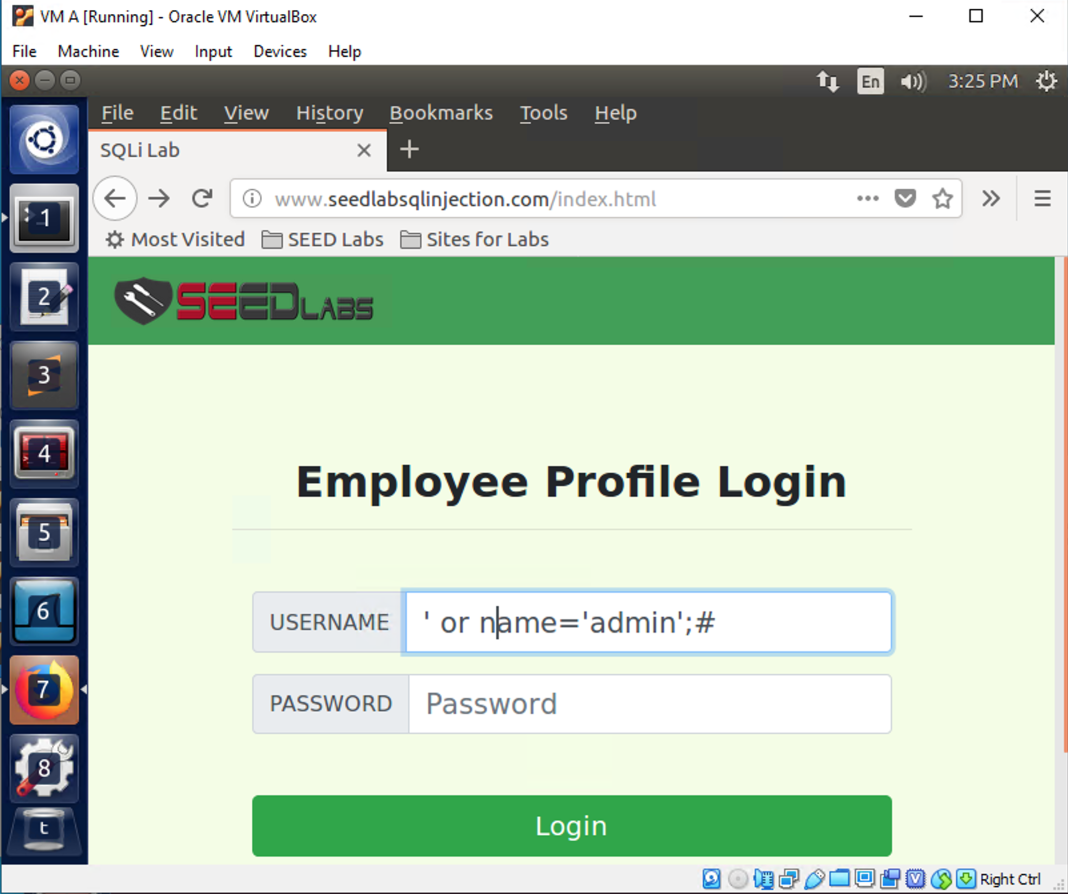 VM A [Running] - Oracle VM VirtualBox
File Machine View Input Devices Help
En 3:25 PM
File Edit View History Bookmarks Tools Help
SQLi Lab
www.seedlabsqlinjection.com/index.html
Most Visited SEED Labs Sites for Labs
SEEDLABS
Employee Profile Login
USERNAME ' or name='admin';#
PASSWORD Password
Login
1
2
3
4
5
6
7
8
t
Right Ctrl